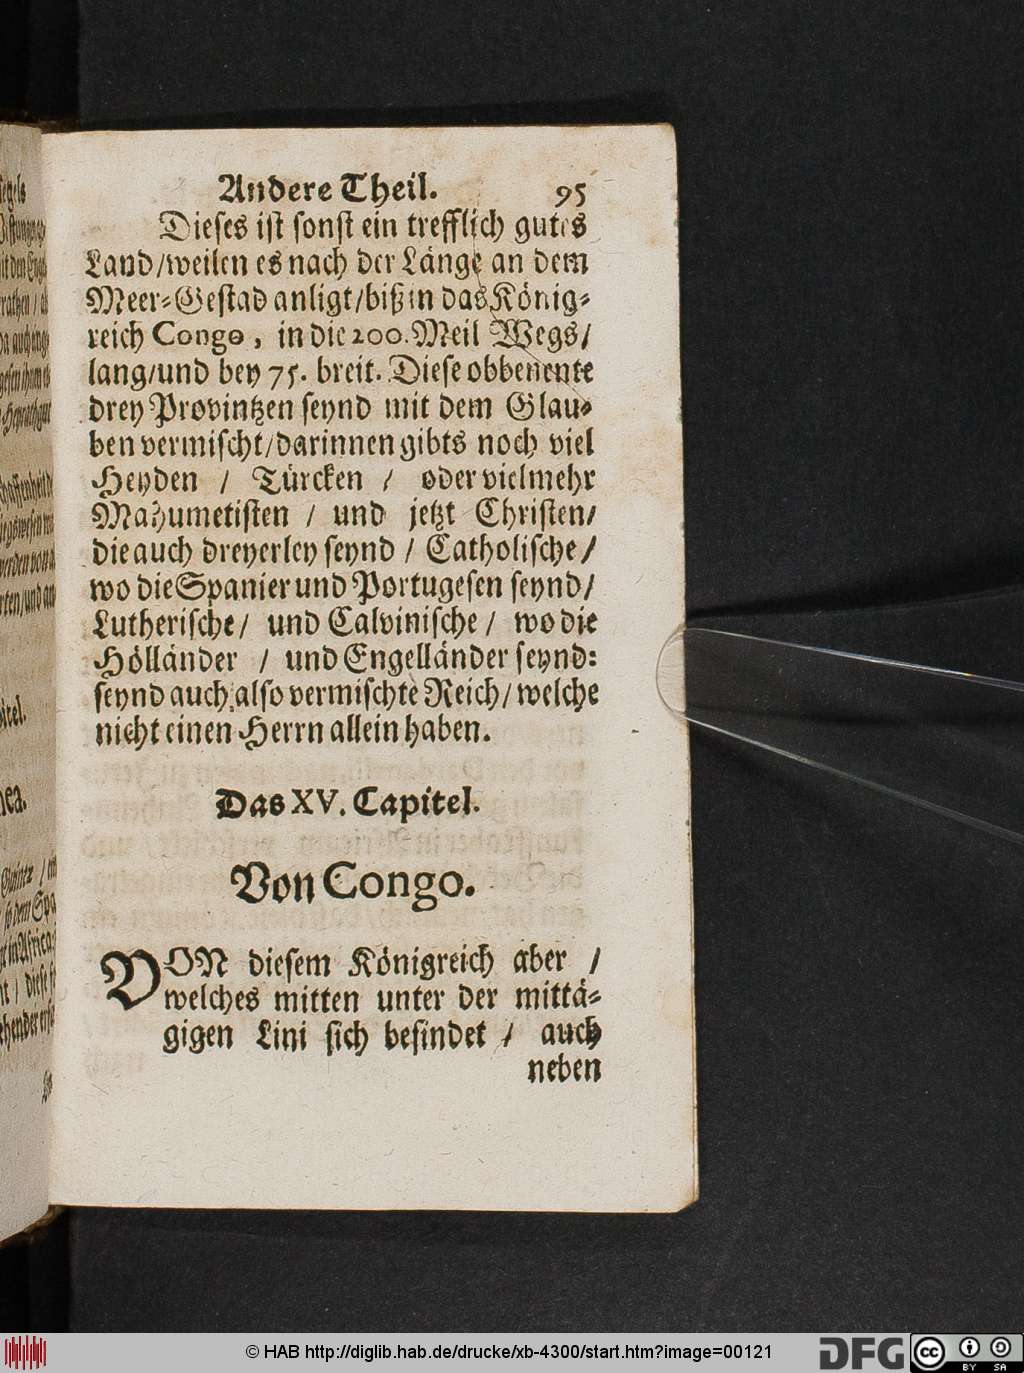 Andere Theil. 95
Dieses ist sonst ein trefflich gutes
Land/weilen es nach der Länge an dem
Meer-Gestad anligt/biß in das König-
reich Congo, in die 200. Meil Wegs/
lang/und bey 75. breit. Diese obbenente
drey Provintzen seynd mit dem Glau-
ben vermischt/darinnen gibts noch viel
Heyden / Türcken / oder vielmehr
Mahumetisten / und jetzt Christen/
die auch dreyerley seynd / Catholische/
wo die Spanier und Portugesen seynd/
Lutherische/ und Calvinische / wo die
Hölländer / und Engelländer seynd:
seynd auch also vermischte Reich/welche
nicht einen Herrn allein haben.
Das XV. Capitel.
Von Congo.
VON diesem Königreich aber /
welches mitten unter der mittä-
gigen Lini sich befindet / auch
neben
© HAB http://diglib.hab.de/drucke/xb-4300/start.htm?image=00121
DFG
cc BY SA